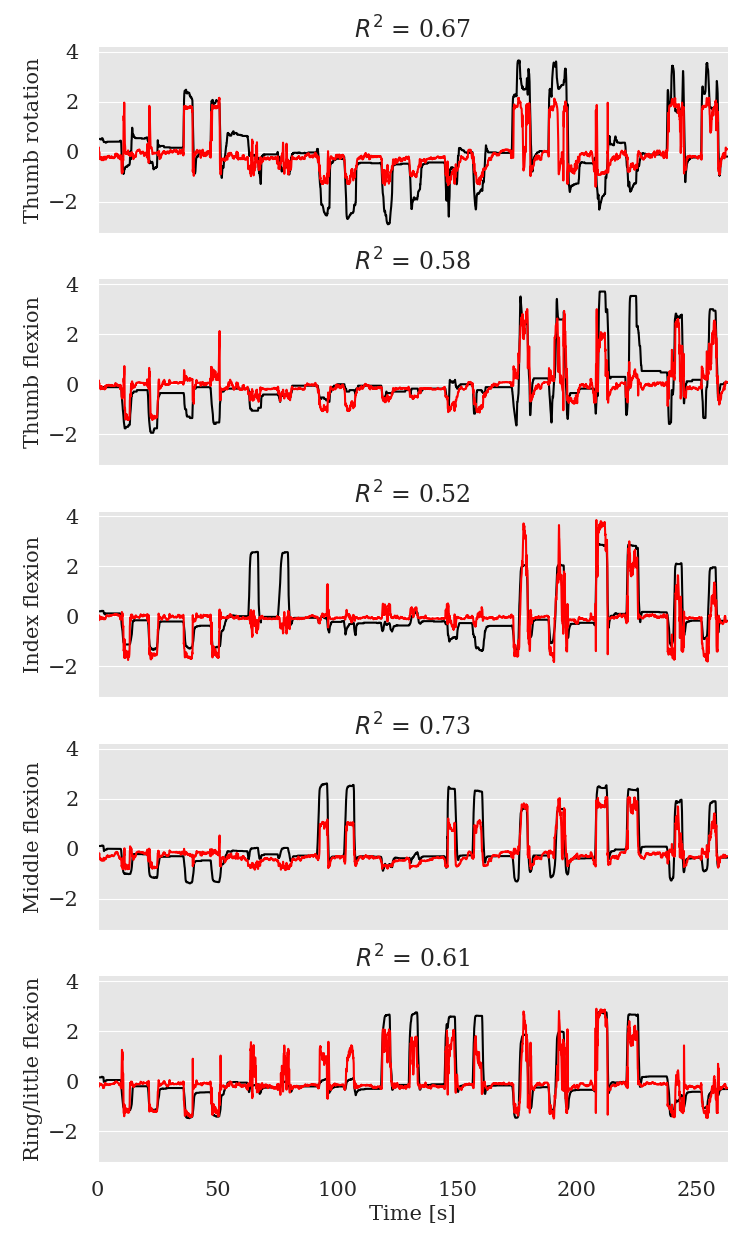 R² = 0.67
4
2
0
−2
Thumb rotation
R² = 0.58
4
2
0
−2
Thumb flexion
R² = 0.52
4
2
0
−2
Index flexion
R² = 0.73
4
2
0
−2
Middle flexion
R² = 0.61
4
2
0
−2
Ring/little flexion
0 50 100 150 200 250
Time [s]